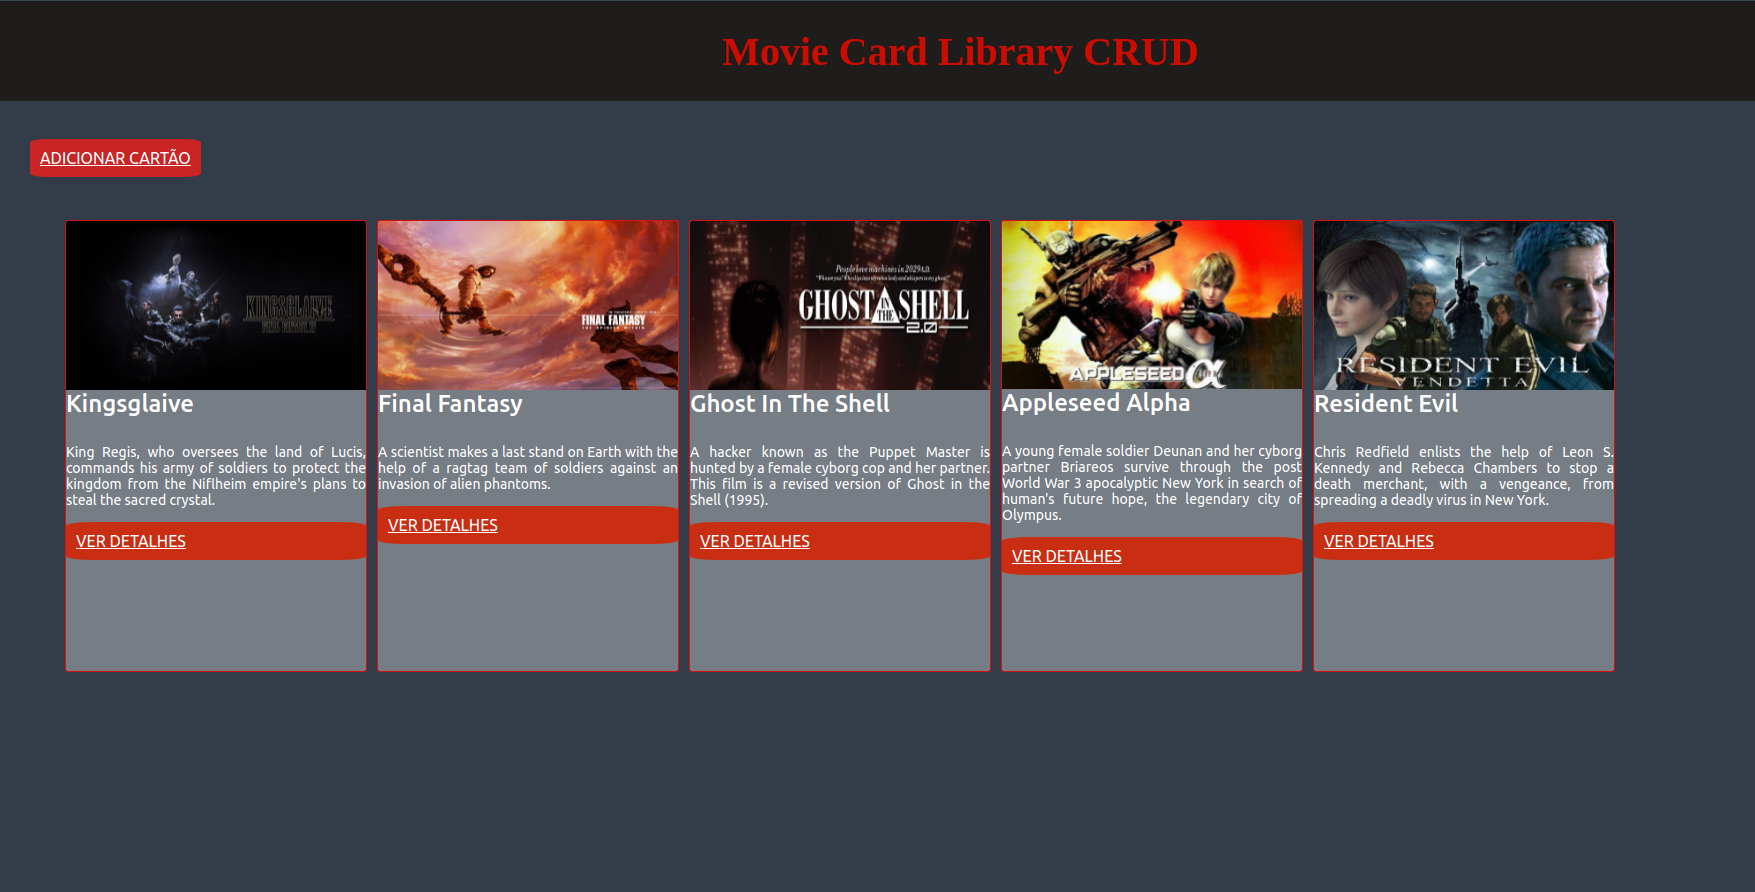 Movie Card Library CRUD
ADICIONAR CARTÃO
KINGSGLAIVE
FINAL FANTASY XV
Kingsglaive
King Regis, who oversees the land of Lucis,
commands his army of soldiers to protect the
kingdom from the Niflheim empire's plans to
steal the sacred crystal.
VER DETALHES
FINAL FANTASY
THE SPIRITS WITHIN
Final Fantasy
A scientist makes a last stand on Earth with the
help of a ragtag team of soldiers against an
invasion of alien phantoms.
VER DETALHES
People love machines in 2029 A.D.
GHOST IN THE SHELL
2.0
Ghost In The Shell
A hacker known as the Puppet Master is
hunted by a female cyborg cop and her partner.
This film is a revised version of Ghost in the
Shell (1995).
VER DETALHES
APPLESEED α
Appleseed Alpha
A young female soldier Deunan and her cyborg
partner Briareos survive through the post
World War 3 apocalyptic New York in search of
human's future hope, the legendary city of
Olympus.
VER DETALHES
RESIDENT EVIL
VENDETTA
Resident Evil
Chris Redfield enlists the help of Leon S.
Kennedy and Rebecca Chambers to stop a
death merchant, with a vengeance, from
spreading a deadly virus in New York.
VER DETALHES